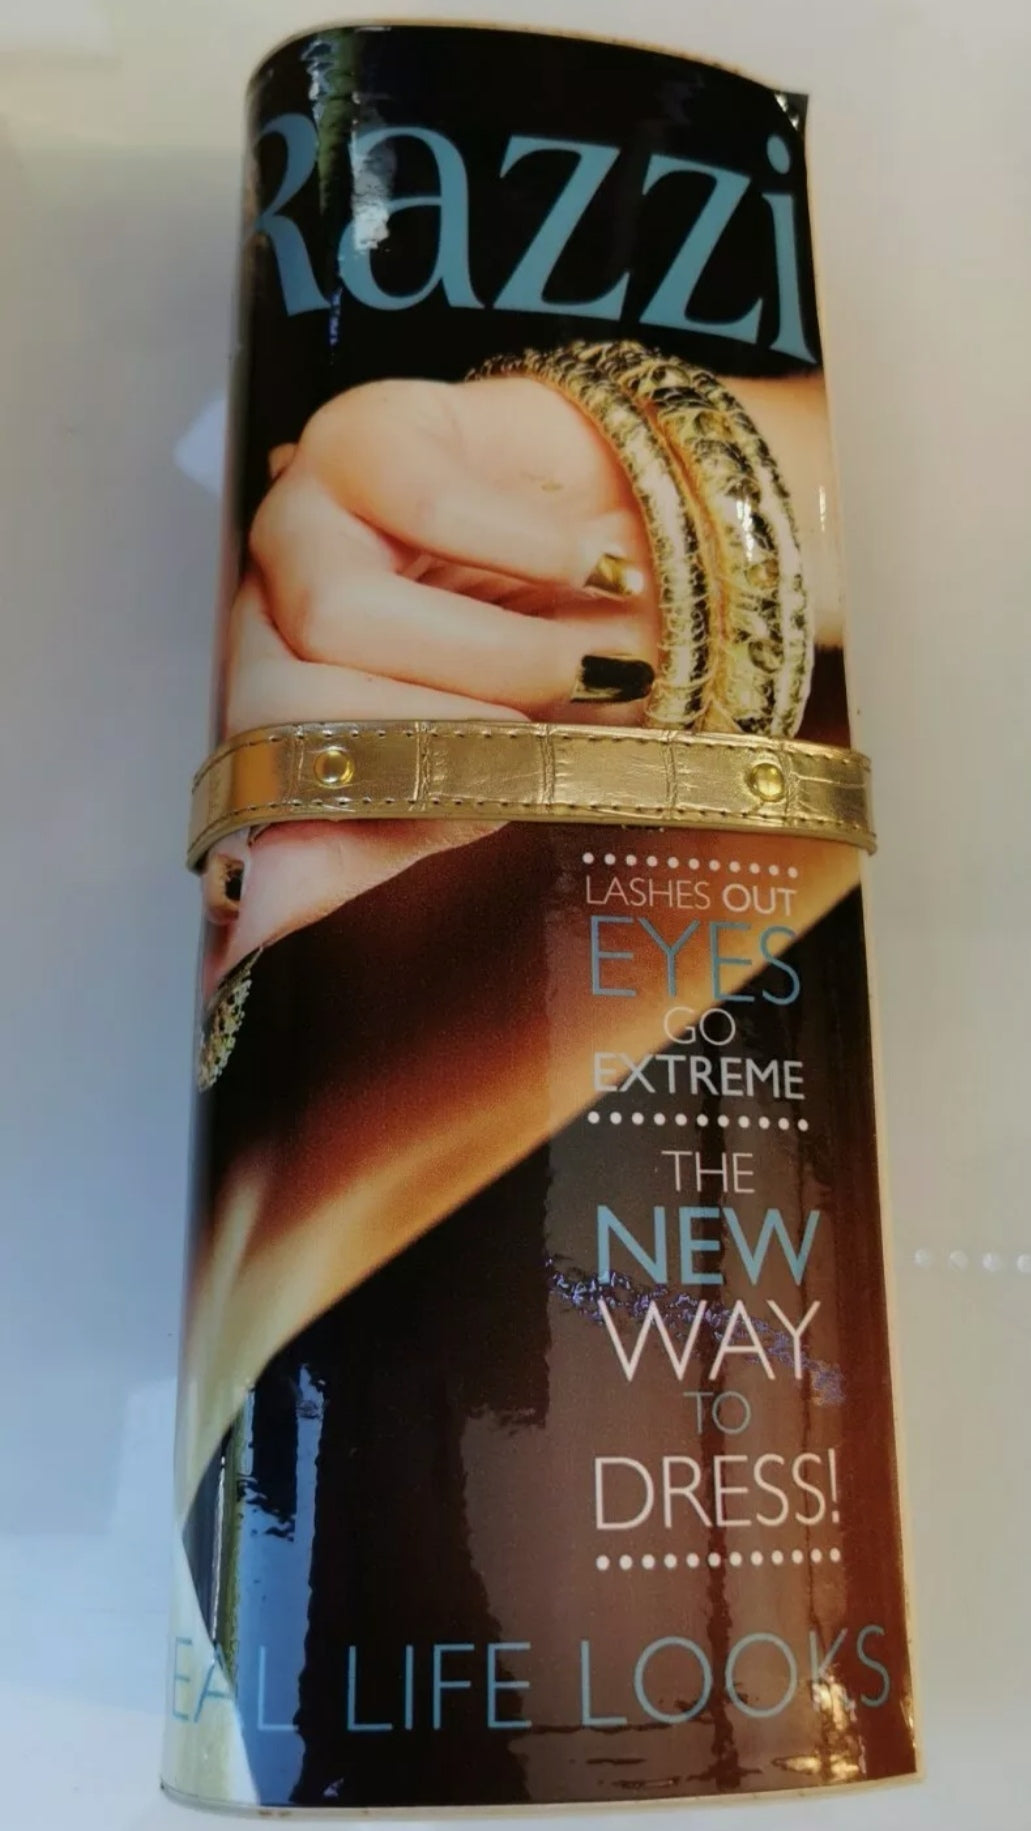 Razzi
LASHES OUT
EYES
GO
EXTREME
THE
NEW
WAY
TO
DRESS!
EAL LIFE LOOKS